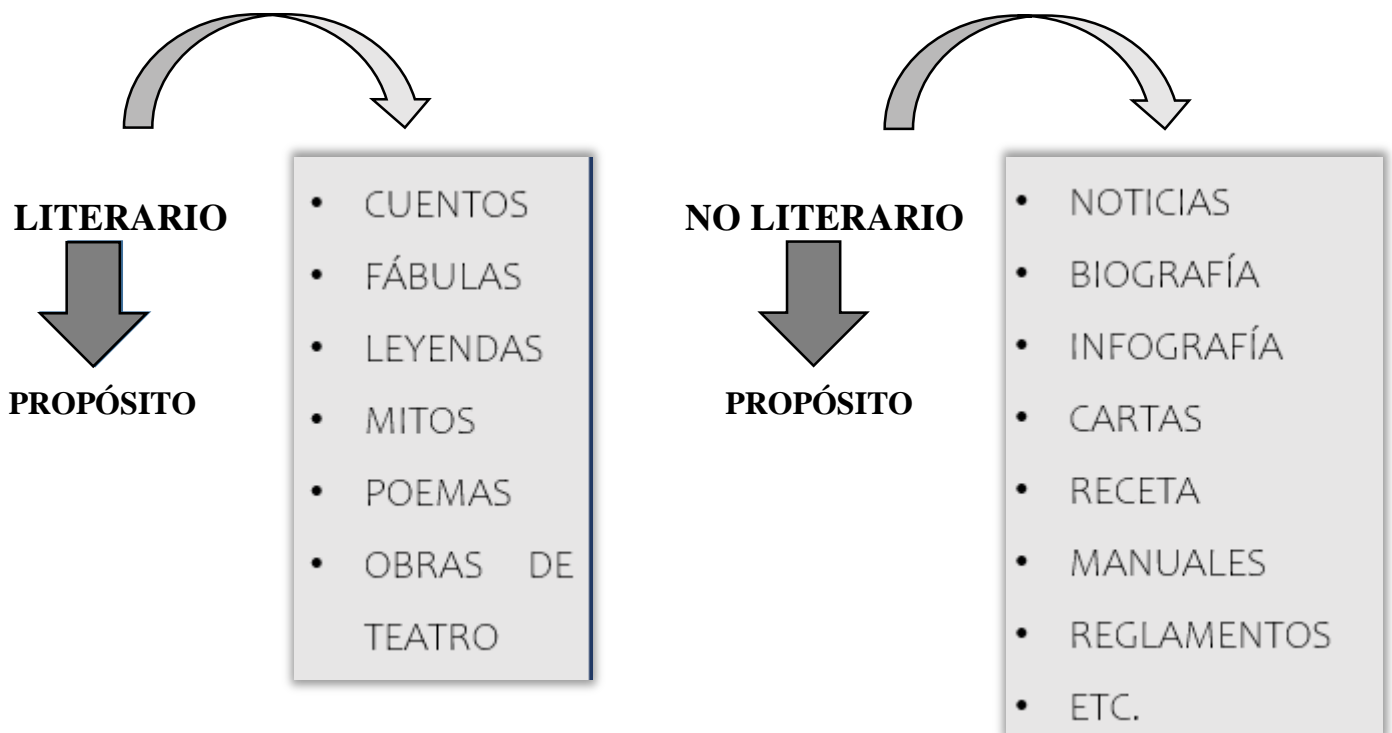 LITERARIO
PROPÓSITO
• CUENTOS
• FÁBULAS
• LEYENDAS
• MITOS
• POEMAS
• OBRAS DE
TEATRO
NO LITERARIO
PROPÓSITO
• NOTICIAS
• BIOGRAFÍA
• INFOGRAFÍA
• CARTAS
• RECETA
• MANUALES
• REGLAMENTOS
• ETC.